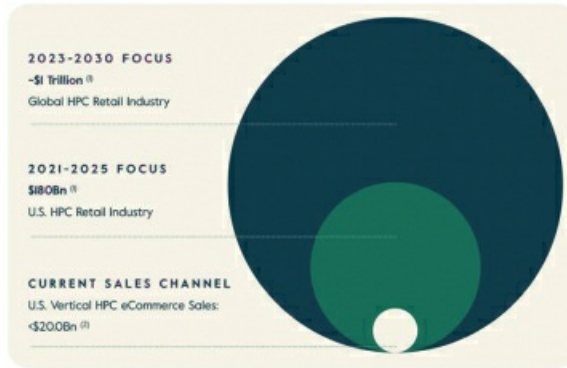 2023-2030 FOCUS
~$1 Trillion (1)
Global HPC Retail Industry
2021-2025 FOCUS
$180Bn (1)
U.S. HPC Retail Industry
CURRENT SALES CHANNEL
U.S. Vertical HPC eCommerce Sales:
<$20.0Bn (2)